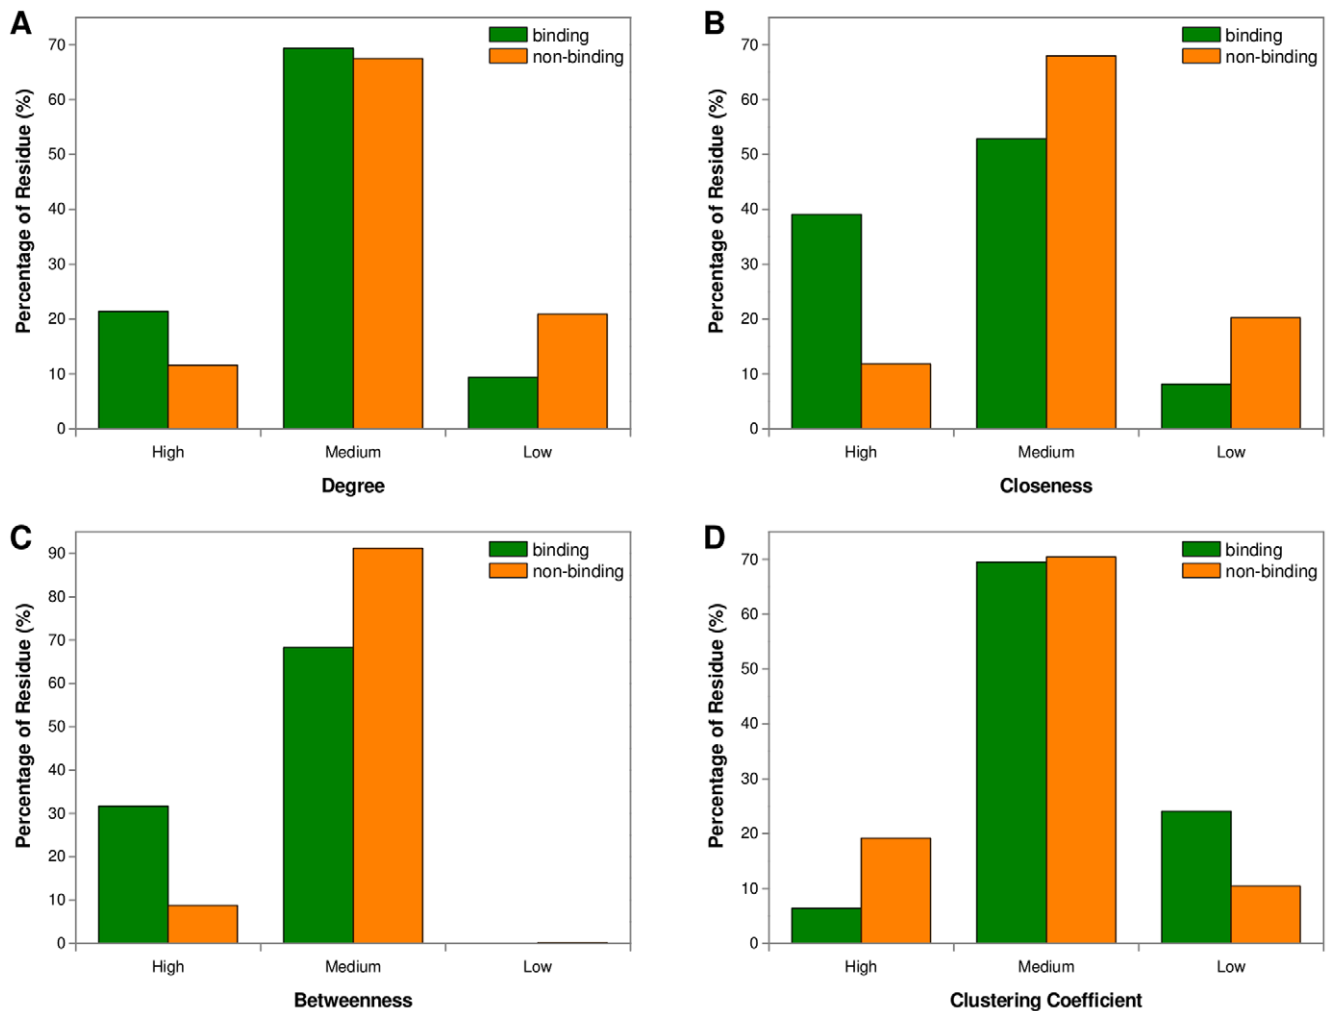 A
Percentage of Residue (%)
70
60
50
40
30
20
10
0
binding
non-binding
High Medium Low
Degree
B
Percentage of Residue (%)
70
60
50
40
30
20
10
0
binding
non-binding
High Medium Low
Closeness
C
Percentage of Residue (%)
90
80
70
60
50
40
30
20
10
0
binding
non-binding
High Medium Low
Betweenness
D
Percentage of Residue (%)
70
60
50
40
30
20
10
0
binding
non-binding
High Medium Low
Clustering Coefficient